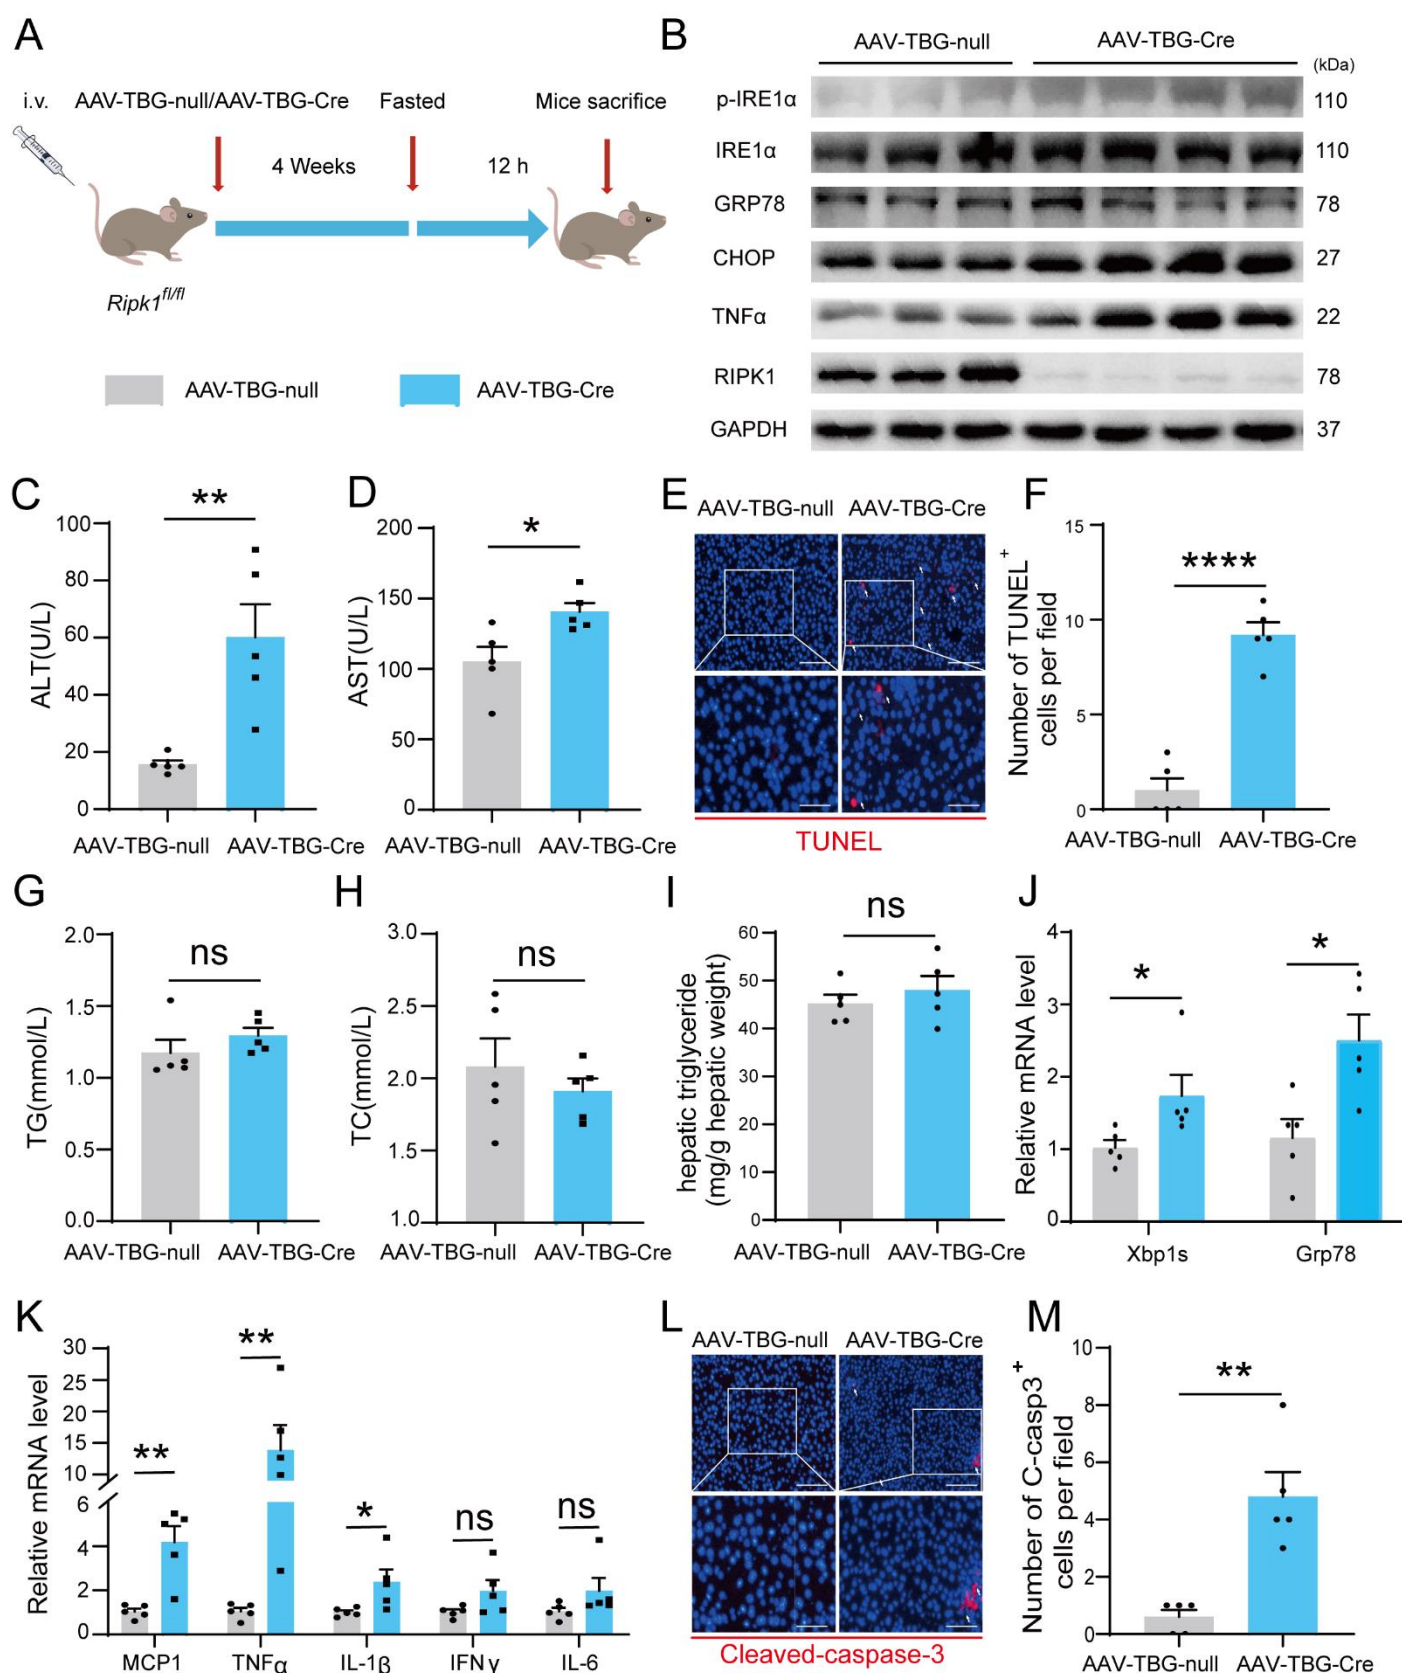 A
i.v. AAV-TBG-null/AAV-TBG-Cre Fasted Mice sacrifice
4 Weeks 12 h
Ripk1fl/fl
AAV-TBG-null AAV-TBG-Cre
B
AAV-TBG-null AAV-TBG-Cre
(kDa)
p-IRE1α 110
IRE1α 110
GRP78 78
CHOP 27
TNFα 22
RIPK1 78
GAPDH 37
C
**
ALT(U/L)
100
80
60
40
20
0
AAV-TBG-null AAV-TBG-Cre
D
*
AST(U/L)
200
150
100
50
0
AAV-TBG-null AAV-TBG-Cre
E
AAV-TBG-null AAV-TBG-Cre
TUNEL
F
****
Number of TUNEL+
cells per field
15
10
5
0
AAV-TBG-null AAV-TBG-Cre
G
ns
TG(mmol/L)
2.0
1.5
1.0
0.5
0.0
AAV-TBG-null AAV-TBG-Cre
H
ns
TC(mmol/L)
3.0
2.5
2.0
1.5
1.0
AAV-TBG-null AAV-TBG-Cre
I
ns
hepatic triglyceride
(mg/g hepatic weight)
60
50
40
30
20
10
0
AAV-TBG-null AAV-TBG-Cre
J
* *
Relative mRNA level
4
3
2
1
0
Xbp1s Grp78
K
** ** * ns ns
Relative mRNA level
30
25
20
15
10
6
4
2
0
MCP1 TNFα IL-1β IFNγ IL-6
L
AAV-TBG-null AAV-TBG-Cre
Cleaved-caspase-3
M
**
Number of C-casp3+
cells per field
10
8
6
4
2
0
AAV-TBG-null AAV-TBG-Cre